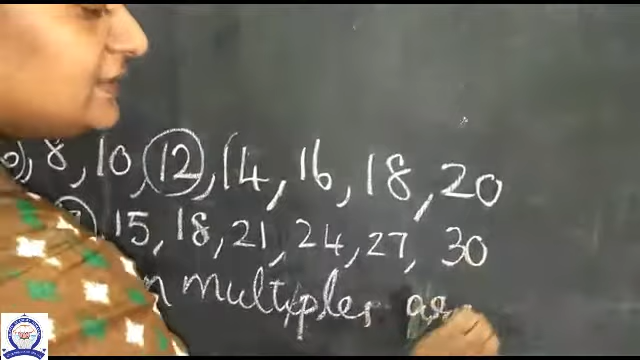 8, 10, 12, 14, 16, 18, 20
15, 18, 21, 24, 27, 30
multiples